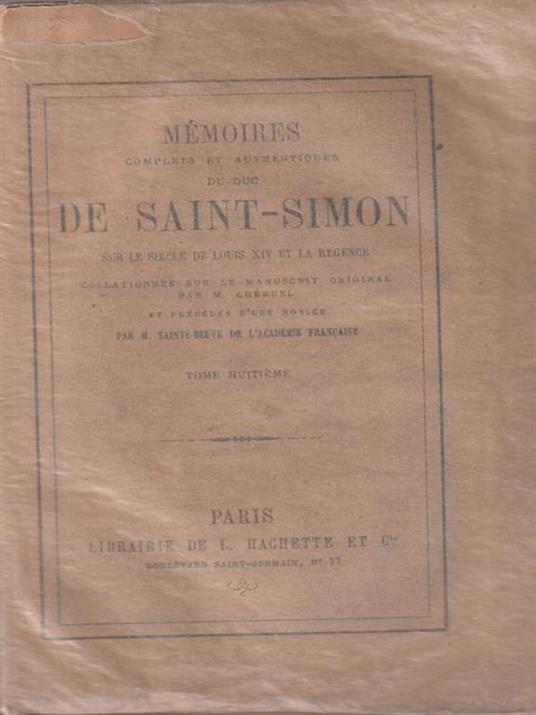 MÉMOIRES
COMPLETS ET AUTHENTIQUES
DU DUC
DE SAINT-SIMON
SUR LE SIÈCLE DE LOUIS XIV ET LA RÉGENCE
COLLATIONNÉS SUR LE MANUSCRIT ORIGINAL
PAR M. CHÉRUEL
ET PRÉCÉDÉS D'UNE NOTICE
PAR M. SAINTE-BEUVE DE L'ACADÉMIE FRANÇAISE
TOME HUITIÈME
PARIS
LIBRAIRIE DE L. HACHETTE ET Cie
BOULEVARD SAINT-GERMAIN, N° 77